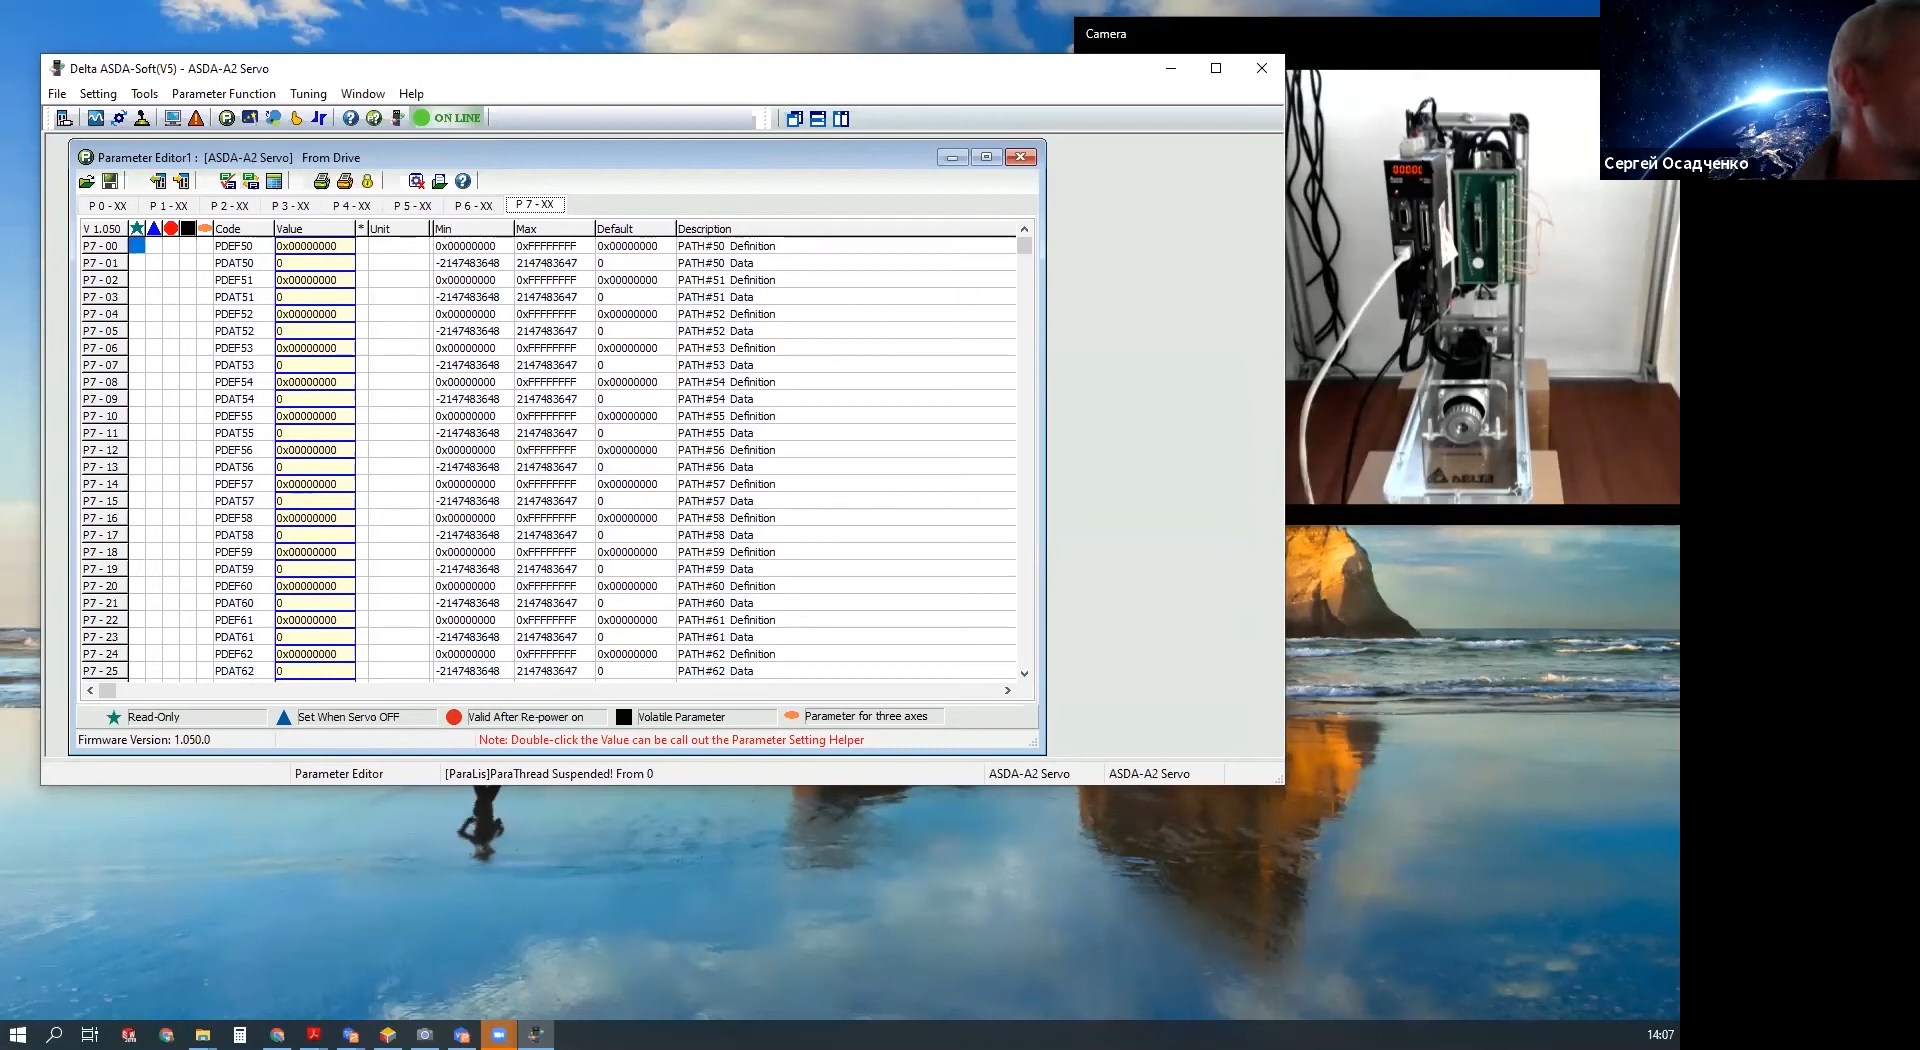 Camera
Сергей Осадченко
Delta ASDA-Soft(V5) - ASDA-A2 Servo
File Setting Tools Parameter Function Tuning Window Help
ON LINE
Parameter Editor1 : [ASDA-A2 Servo] From Drive
P 0 - XX P 1 - XX P 2 - XX P 3 - XX P 4 - XX P 5 - XX P 6 - XX P 7 - XX
V 1.050 Code Value * Unit Min Max Default Description
P7 - 00 PDEF50 0x00000000 0x00000000 0xFFFFFFFF 0x00000000 PATH#50 Definition
P7 - 01 PDAT50 0 -2147483648 2147483647 0 PATH#50 Data
P7 - 02 PDEF51 0x00000000 0x00000000 0xFFFFFFFF 0x00000000 PATH#51 Definition
P7 - 03 PDAT51 0 -2147483648 2147483647 0 PATH#51 Data
P7 - 04 PDEF52 0x00000000 0x00000000 0xFFFFFFFF 0x00000000 PATH#52 Definition
P7 - 05 PDAT52 0 -2147483648 2147483647 0 PATH#52 Data
P7 - 06 PDEF53 0x00000000 0x00000000 0xFFFFFFFF 0x00000000 PATH#53 Definition
P7 - 07 PDAT53 0 -2147483648 2147483647 0 PATH#53 Data
P7 - 08 PDEF54 0x00000000 0x00000000 0xFFFFFFFF 0x00000000 PATH#54 Definition
P7 - 09 PDAT54 0 -2147483648 2147483647 0 PATH#54 Data
P7 - 10 PDEF55 0x00000000 0x00000000 0xFFFFFFFF 0x00000000 PATH#55 Definition
P7 - 11 PDAT55 0 -2147483648 2147483647 0 PATH#55 Data
P7 - 12 PDEF56 0x00000000 0x00000000 0xFFFFFFFF 0x00000000 PATH#56 Definition
P7 - 13 PDAT56 0 -2147483648 2147483647 0 PATH#56 Data
P7 - 14 PDEF57 0x00000000 0x00000000 0xFFFFFFFF 0x00000000 PATH#57 Definition
P7 - 15 PDAT57 0 -2147483648 2147483647 0 PATH#57 Data
P7 - 16 PDEF58 0x00000000 0x00000000 0xFFFFFFFF 0x00000000 PATH#58 Definition
P7 - 17 PDAT58 0 -2147483648 2147483647 0 PATH#58 Data
P7 - 18 PDEF59 0x00000000 0x00000000 0xFFFFFFFF 0x00000000 PATH#59 Definition
P7 - 19 PDAT59 0 -2147483648 2147483647 0 PATH#59 Data
P7 - 20 PDEF60 0x00000000 0x00000000 0xFFFFFFFF 0x00000000 PATH#60 Definition
P7 - 21 PDAT60 0 -2147483648 2147483647 0 PATH#60 Data
P7 - 22 PDEF61 0x00000000 0x00000000 0xFFFFFFFF 0x00000000 PATH#61 Definition
P7 - 23 PDAT61 0 -2147483648 2147483647 0 PATH#61 Data
P7 - 24 PDEF62 0x00000000 0x00000000 0xFFFFFFFF 0x00000000 PATH#62 Definition
P7 - 25 PDAT62 0 -2147483648 2147483647 0 PATH#62 Data
Read-Only Set When Servo OFF Valid After Re-power on Volatile Parameter Parameter for three axes
Firmware Version: 1.050.0 Note: Double-click the Value can be call out the Parameter Setting Helper
Parameter Editor [ParaLis]ParaThread Suspended! From 0 ASDA-A2 Servo ASDA-A2 Servo
DELTA
14:07